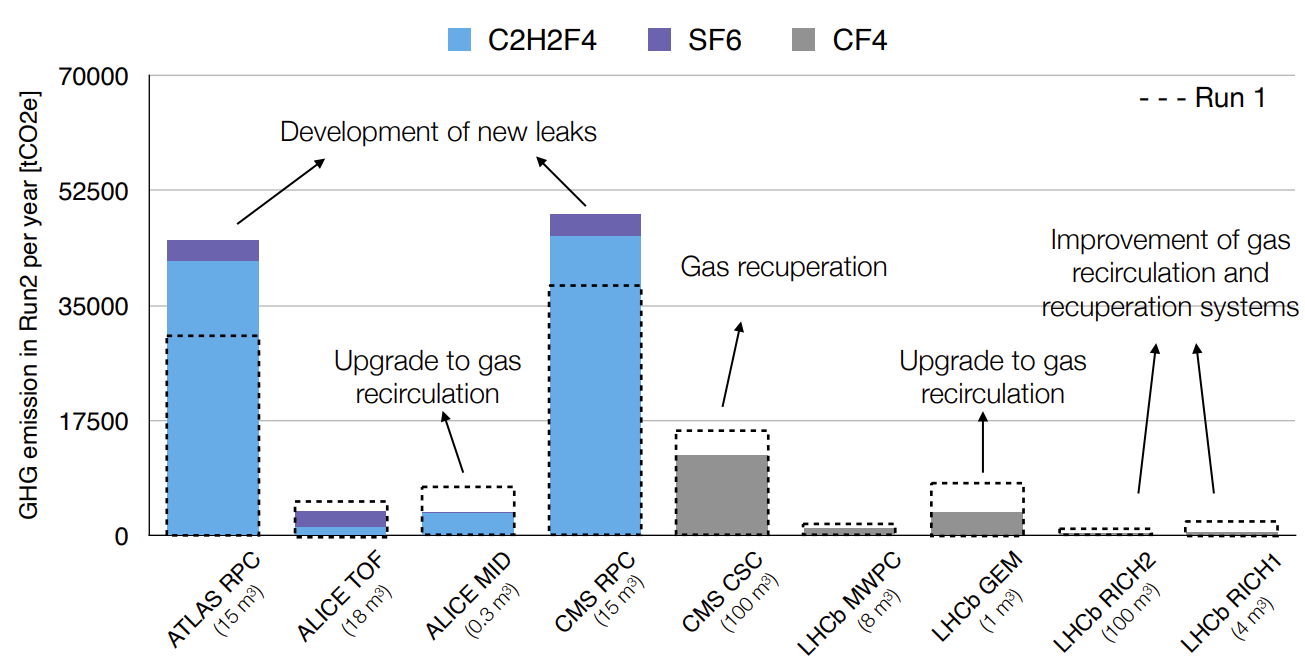 C2H2F4 SF6 CF4
GHG emission in Run2 per year [tCO2e]
70000
52500
35000
17500
0
- - - Run 1
Development of new leaks
Upgrade to gas
recirculation
Gas recuperation
Upgrade to gas
recirculation
Improvement of gas
recirculation and
recuperation systems
ATLAS RPC
(15 m³)
ALICE TOF
(18 m³)
ALICE MID
(0.3 m³)
CMS RPC
(15 m³)
CMS CSC
(100 m³)
LHCb MWPC
(8 m³)
LHCb GEM
(1 m³)
LHCb RICH2
(100 m³)
LHCb RICH1
(4 m³)